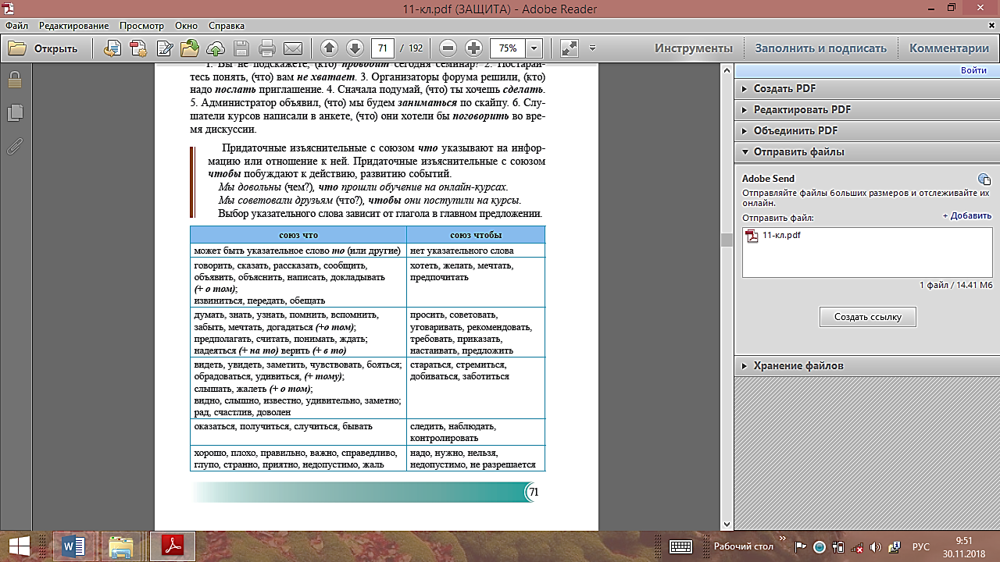 11-кл.pdf (ЗАЩИТА) - Adobe Reader
Файл Редактирование Просмотр Окно Справка
Открыть 71 / 192 75% Инструменты Заполнить и подписать Комментарии
1. Вы не подскажете, (кто) проводит сегодня семинар? 2. Постарай-
тесь понять, (что) вам не хватает. 3. Организаторы форума решили, (кто)
надо послать приглашение. 4. Сначала подумай, (что) ты хочешь сделать.
5. Администратор объявил, (что) мы будем заниматься по скайпу. 6. Слу-
шатели курсов написали в анкете, (что) они хотели бы поговорить во вре-
мя дискуссии.
Придаточные изъяснительные с союзом что указывают на инфор-
мацию или отношение к ней. Придаточные изъяснительные с союзом
чтобы побуждают к действию, развитию событий.
Мы довольны (чем?), что прошли обучение на онлайн-курсах.
Мы советовали друзьям (что?), чтобы они поступили на курсы.
Выбор указательного слова зависит от глагола в главном предложении.
союз что союз чтобы
может быть указательное слово то (или другие) нет указательного слова
говорить, сказать, рассказать, сообщить,
объявить, объяснить, написать, докладывать
(+ о том);
извиниться, передать, обещать
хотеть, желать, мечтать,
предпочитать
думать, знать, узнать, помнить, вспомнить,
забыть, мечтать, догадаться (+о том);
предполагать, считать, понимать, ждать;
надеяться (+ на то) верить (+ в то)
просить, советовать,
уговаривать, рекомендовать,
требовать, приказать,
настаивать, предложить
видеть, увидеть, заметить, чувствовать, бояться;
обрадоваться, удивиться, (+ тому);
слышать, жалеть (+ о том);
видно, слышно, известно, удивительно, заметно;
рад, счастлив, доволен
стараться, стремиться,
добиваться, заботиться
оказаться, получиться, случиться, бывать
следить, наблюдать,
контролировать
хорошо, плохо, правильно, важно, справедливо,
глупо, странно, приятно, недопустимо, жаль
надо, нужно, нельзя,
недопустимо, не разрешается
71
Войти
Создать PDF
Редактировать PDF
Объединить PDF
Отправить файлы
Adobe Send
Отправляйте файлы больших размеров и отслеживайте их
онлайн.
Отправить файл: + Добавить
11-кл.pdf
1 файл / 14.41 Мб
Создать ссылку
Хранение файлов
Рабочий стол
РУС
9:51
30.11.2018